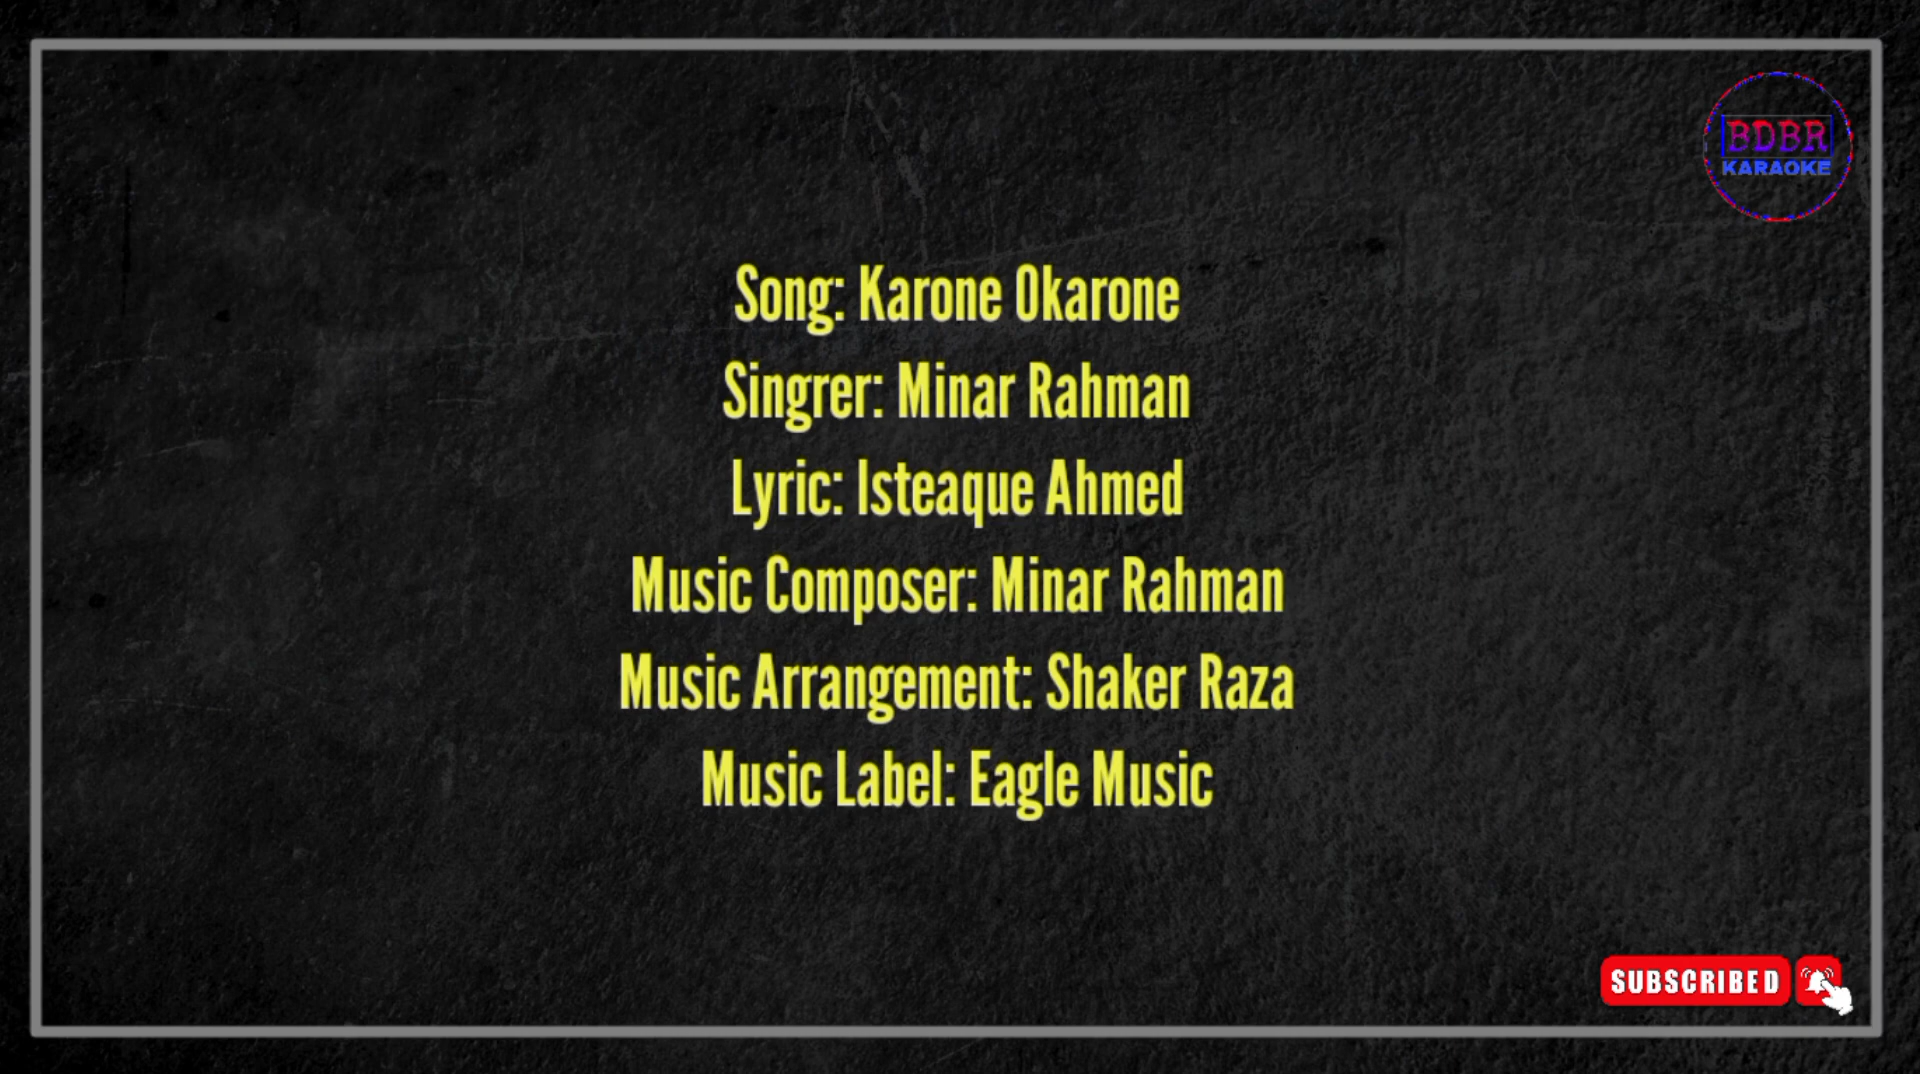 BDBR
KARAOKE
Song: Karone Okarone
Singrer: Minar Rahman
Lyric: Isteaque Ahmed
Music Composer: Minar Rahman
Music Arrangement: Shaker Raza
Music Label: Eagle Music
SUBSCRIBED